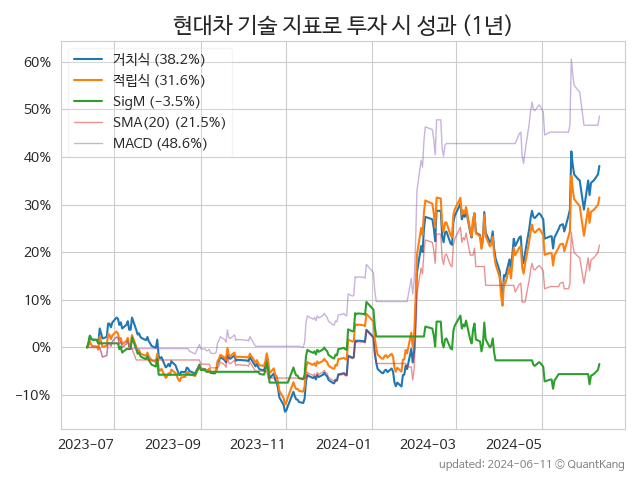 현대차 기술 지표로 투자 시 성과 (1년)
60%
50%
40%
30%
20%
10%
0%
−10%
거치식 (38.2%)
적립식 (31.6%)
SigM (−3.5%)
SMA(20) (21.5%)
MACD (48.6%)
2023-07
2023-09
2023-11
2024-01
2024-03
2024-05
updated: 2024-06-11 © QuantKang